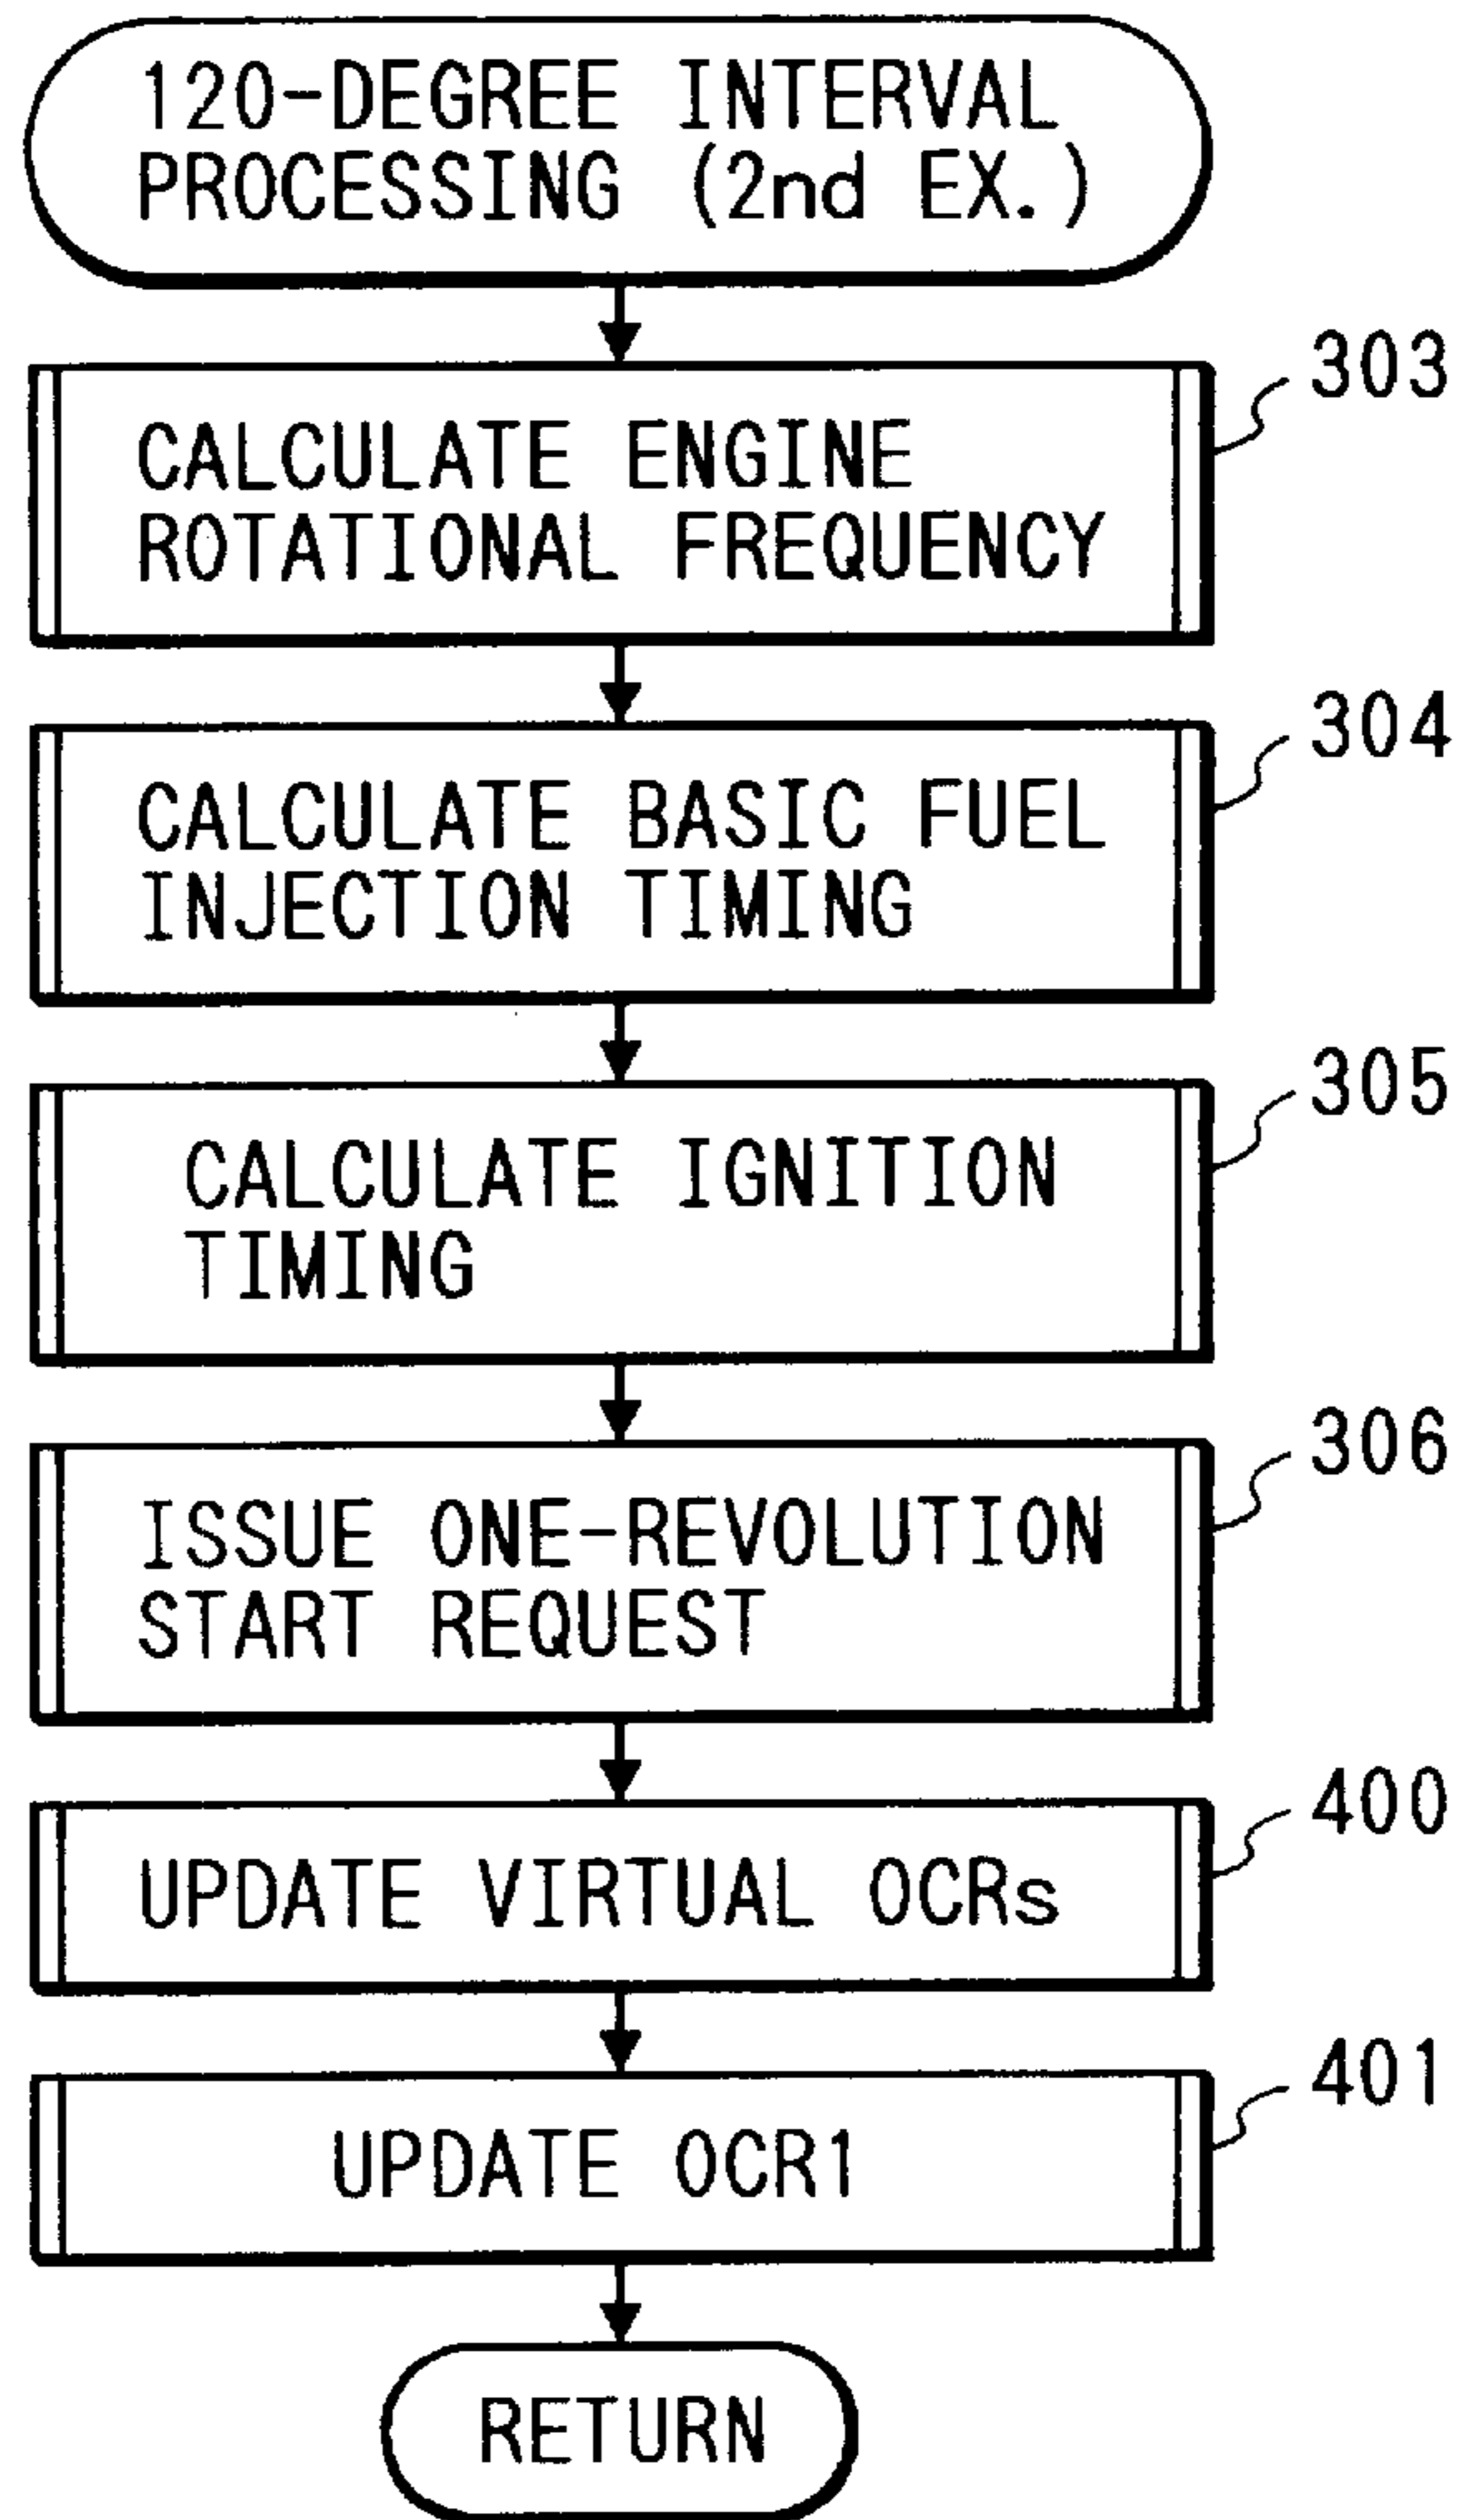 120-DEGREE INTERVAL
PROCESSING (2nd EX.)
303
CALCULATE ENGINE
ROTATIONAL FREQUENCY
304
CALCULATE BASIC FUEL
INJECTION TIMING
305
CALCULATE IGNITION
TIMING
306
ISSUE ONE-REVOLUTION
START REQUEST
400
UPDATE VIRTUAL OCRs
401
UPDATE OCR1
RETURN